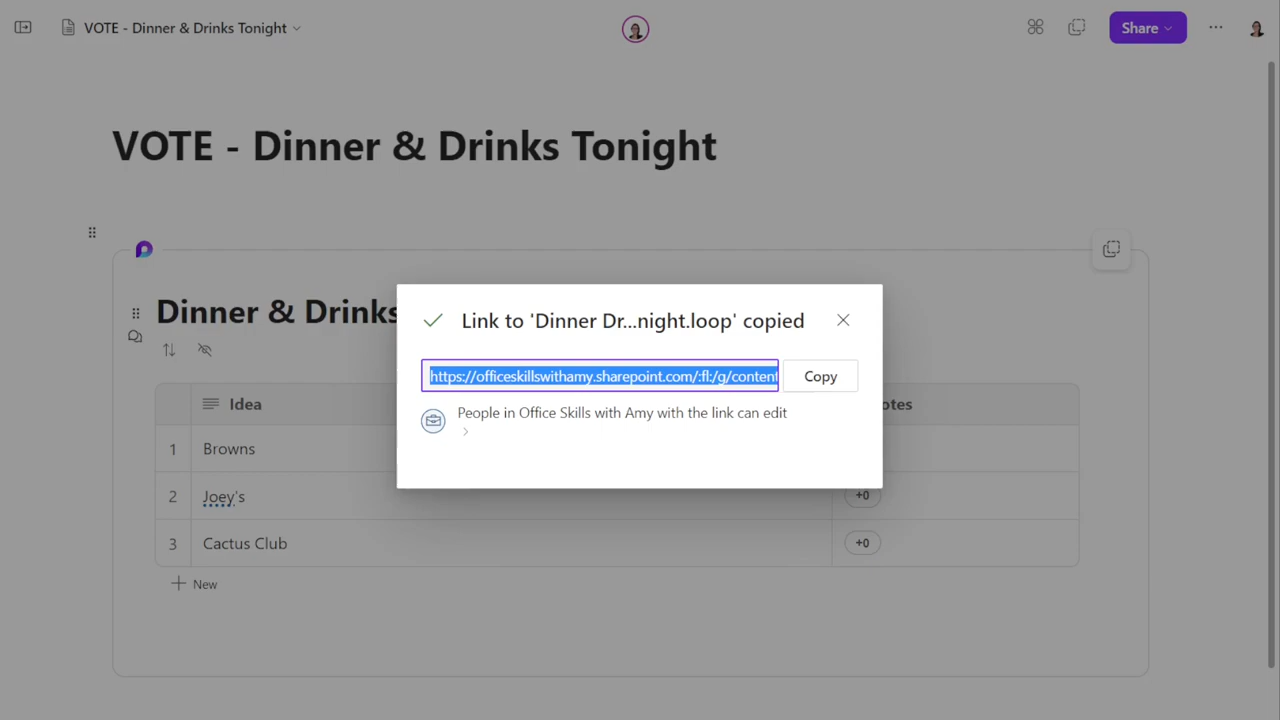 VOTE - Dinner & Drinks Tonight
Share
VOTE - Dinner & Drinks Tonight
Dinner & Drinks
Link to 'Dinner Dr...night.loop' copied
https://officeskillswithamy.sharepoint.com/:fl:/g/content
Copy
People in Office Skills with Amy with the link can edit
Idea
otes
1 Browns
2 Joey's +0
3 Cactus Club +0
New